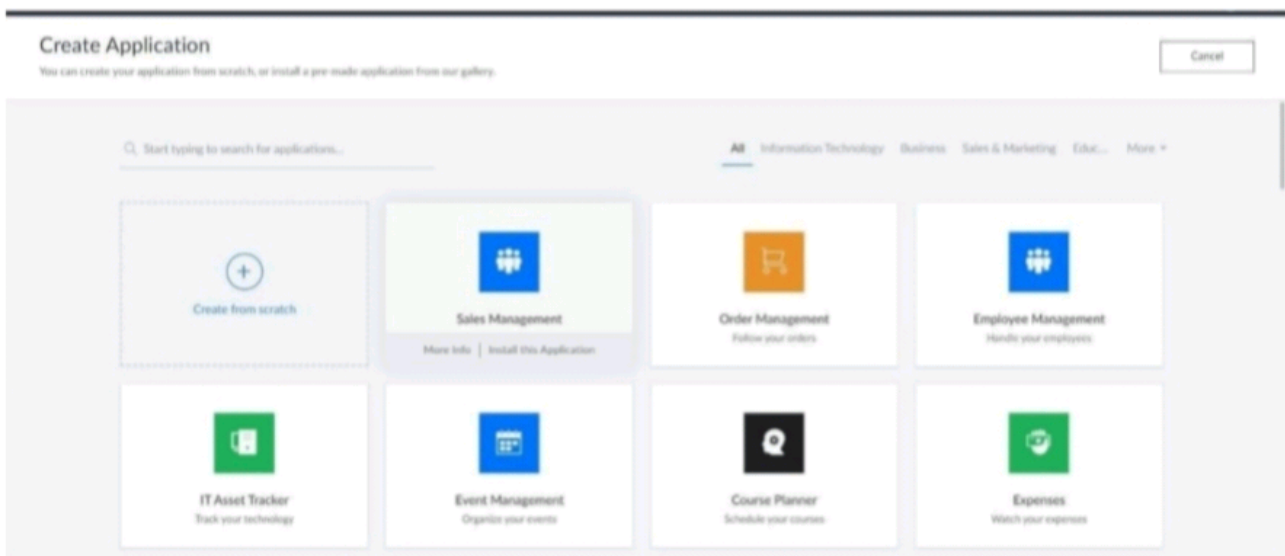 Create Application
Cancel
You can create your application from scratch, or install a pre-made application from our gallery.
Start typing to search for applications...
All Information Technology Business Sales & Marketing Educ... More
Create from scratch
Sales Management
More Info | Install this Application
Order Management
Follow your orders
Employee Management
Handle your employees
IT Asset Tracker
Track your technology
Event Management
Organize your events
Course Planner
Schedule your courses
Expenses
Watch your expenses